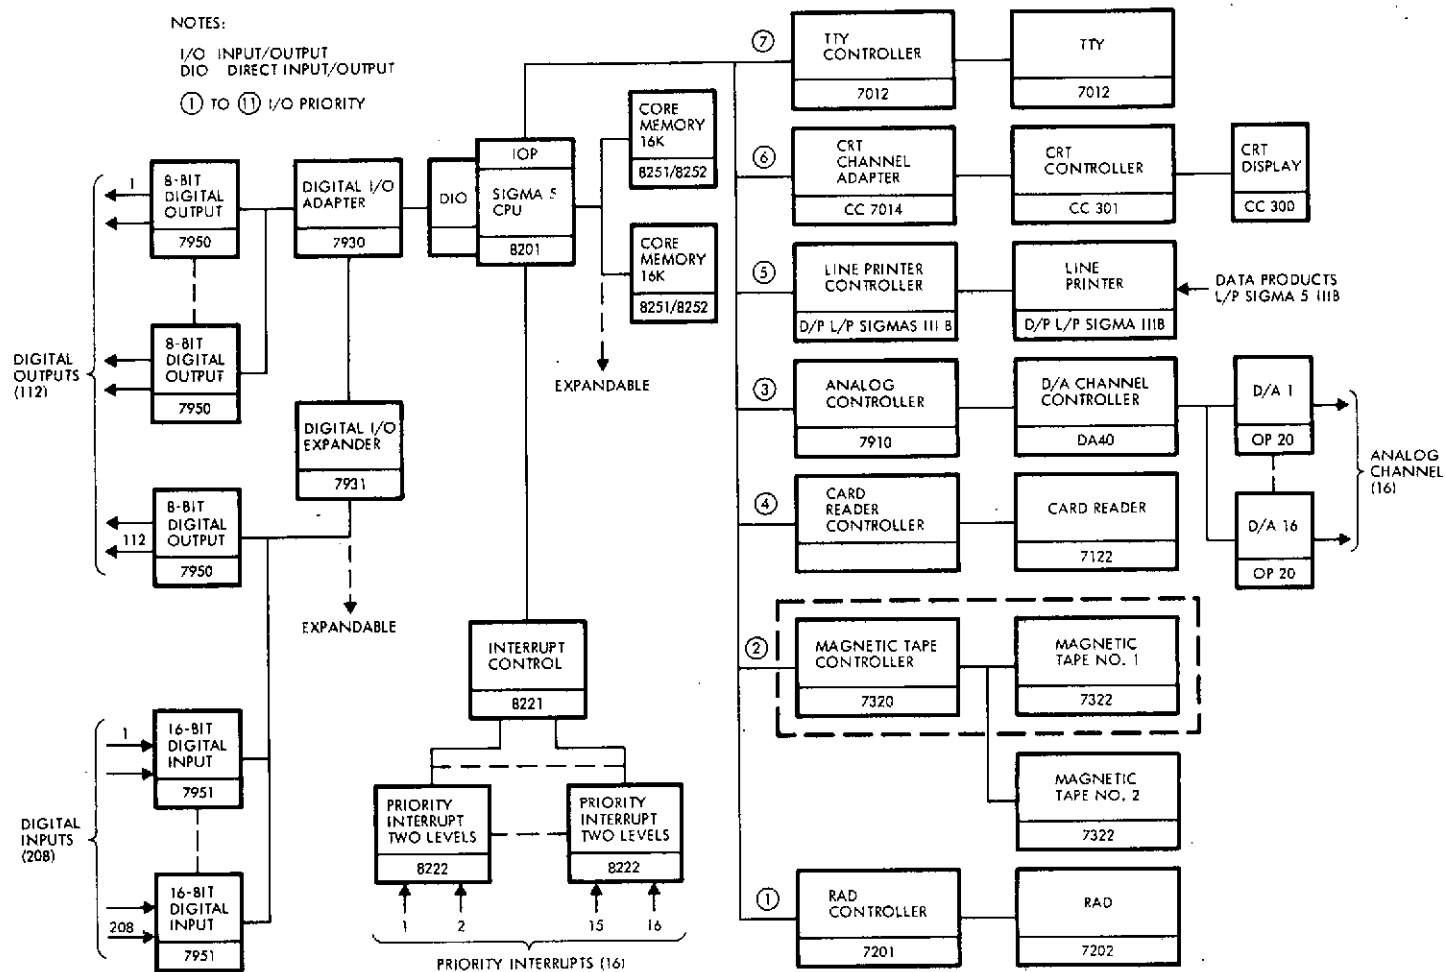 NOTES:
I/O INPUT/OUTPUT
DIO DIRECT INPUT/OUTPUT
① TO ⑪ I/O PRIORITY
DIGITAL
OUTPUTS
(112)
1
8-BIT
DIGITAL
OUTPUT
7950
8-BIT
DIGITAL
OUTPUT
7950
112
8-BIT
DIGITAL
OUTPUT
7950
DIGITAL I/O
ADAPTER
7930
DIGITAL I/O
EXPANDER
7931
EXPANDABLE
DIGITAL
INPUTS
(208)
1
16-BIT
DIGITAL
INPUT
7951
208
16-BIT
DIGITAL
INPUT
7951
DIO
IOP
SIGMA 5
CPU
8201
CORE
MEMORY
16K
8251/8252
CORE
MEMORY
16K
8251/8252
EXPANDABLE
INTERRUPT
CONTROL
8221
PRIORITY
INTERRUPT
TWO LEVELS
8222
PRIORITY
INTERRUPT
TWO LEVELS
8222
1
2
15
16
PRIORITY INTERRUPTS (16)
⑦
TTY
CONTROLLER
7012
TTY
7012
⑥
CRT
CHANNEL
ADAPTER
CC 7014
CRT
CONTROLLER
CC 301
CRT
DISPLAY
CC 300
⑤
LINE PRINTER
CONTROLLER
D/P L/P SIGMAS III B
LINE
PRINTER
D/P L/P SIGMA IIIB
DATA PRODUCTS
L/P SIGMA 5 IIIB
③
ANALOG
CONTROLLER
7910
D/A CHANNEL
CONTROLLER
DA40
D/A 1
OP 20
D/A 16
OP 20
ANALOG
CHANNEL
(16)
④
CARD
READER
CONTROLLER
CARD READER
7122
②
MAGNETIC TAPE
CONTROLLER
7320
MAGNETIC
TAPE NO. 1
7322
MAGNETIC
TAPE NO. 2
7322
①
RAD
CONTROLLER
7201
RAD
7202